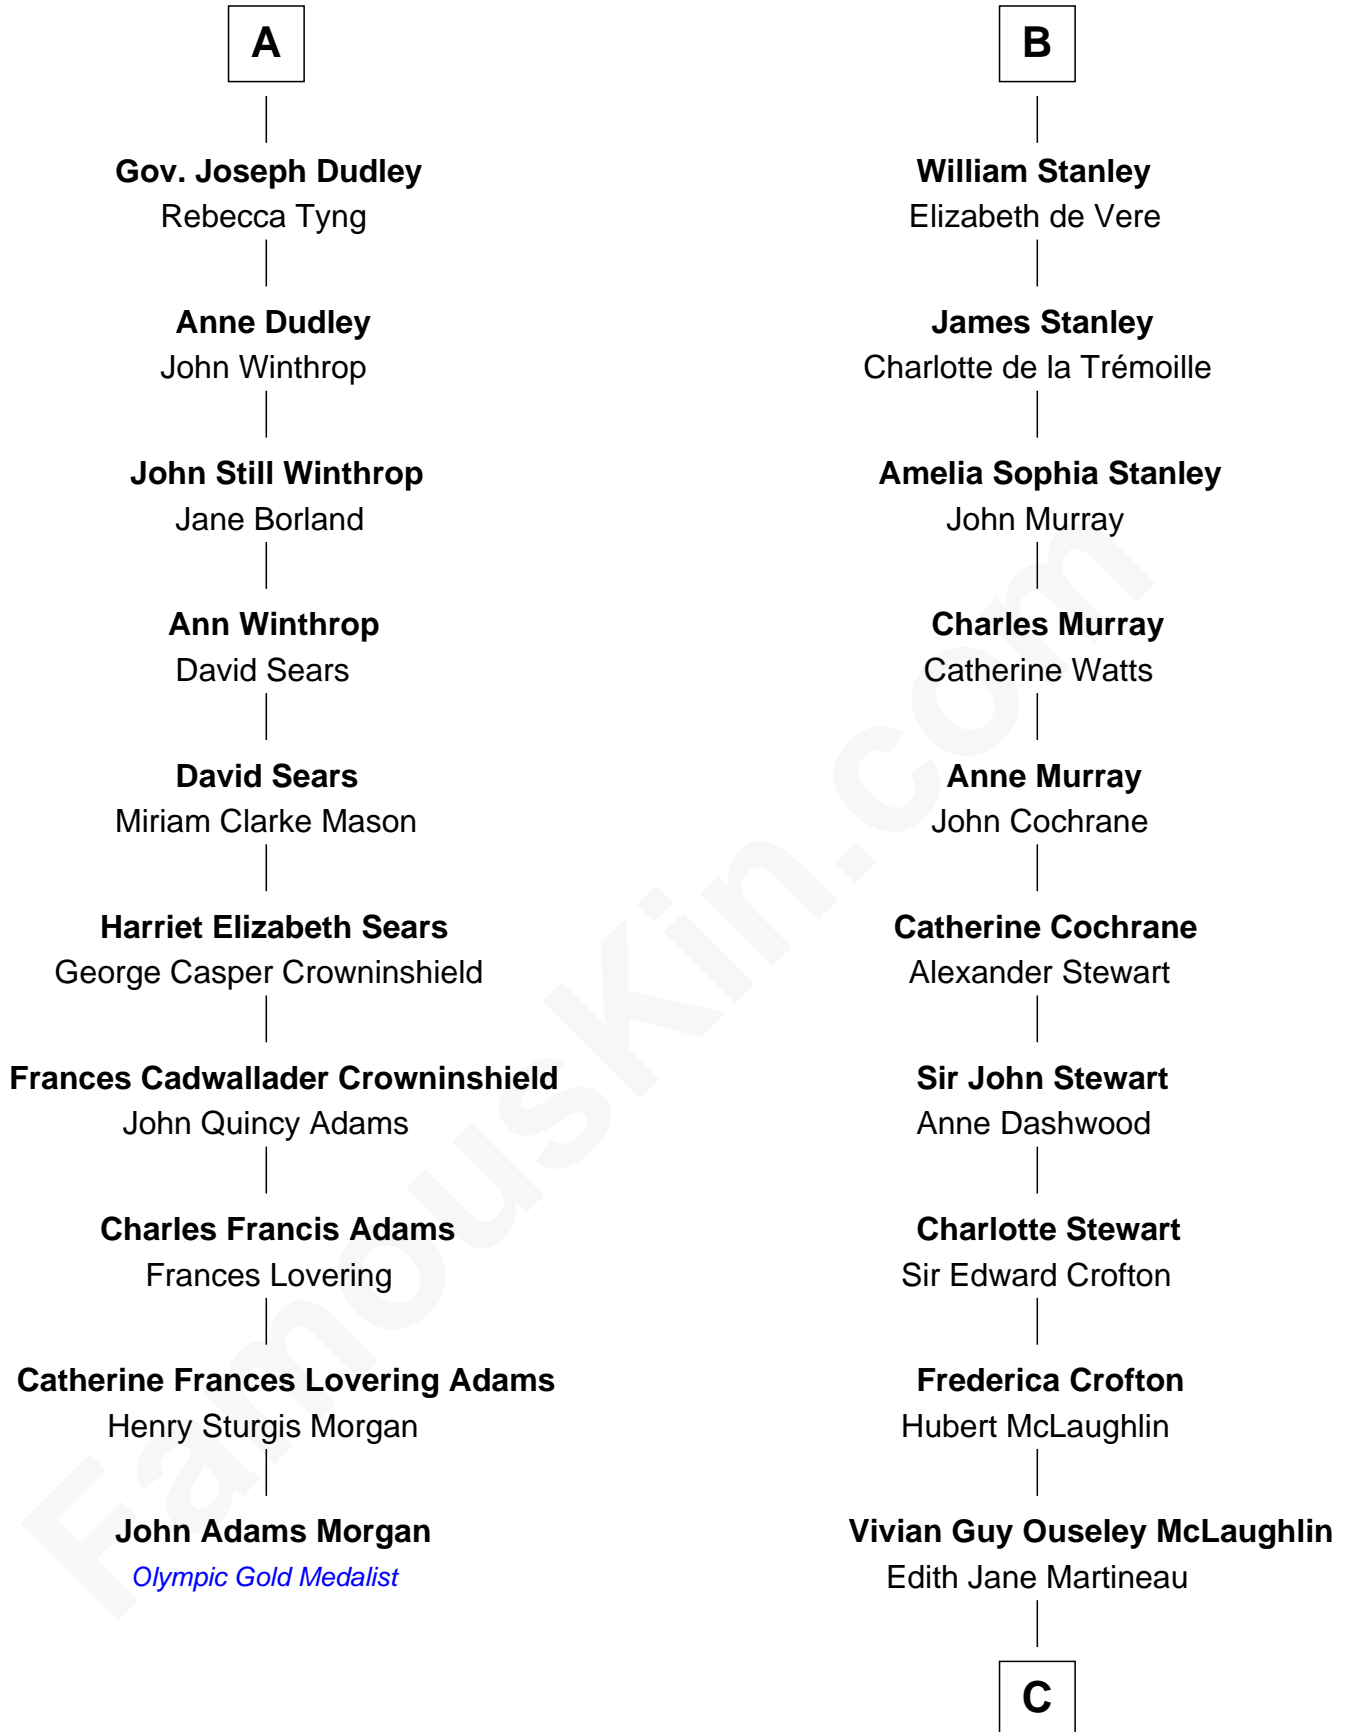 A
Gov. Joseph Dudley
Rebecca Tyng
Anne Dudley
John Winthrop
John Still Winthrop
Jane Borland
Ann Winthrop
David Sears
David Sears
Miriam Clarke Mason
Harriet Elizabeth Sears
George Casper Crowninshield
Frances Cadwallader Crowninshield
John Quincy Adams
Charles Francis Adams
Frances Lovering
Catherine Frances Lovering Adams
Henry Sturgis Morgan
John Adams Morgan
Olympic Gold Medalist
B
William Stanley
Elizabeth de Vere
James Stanley
Charlotte de la Trémoille
Amelia Sophia Stanley
John Murray
Charles Murray
Catherine Watts
Anne Murray
John Cochrane
Catherine Cochrane
Alexander Stewart
Sir John Stewart
Anne Dashwood
Charlotte Stewart
Sir Edward Crofton
Frederica Crofton
Hubert McLaughlin
Vivian Guy Ouseley McLaughlin
Edith Jane Martineau
C
FamousKin.com